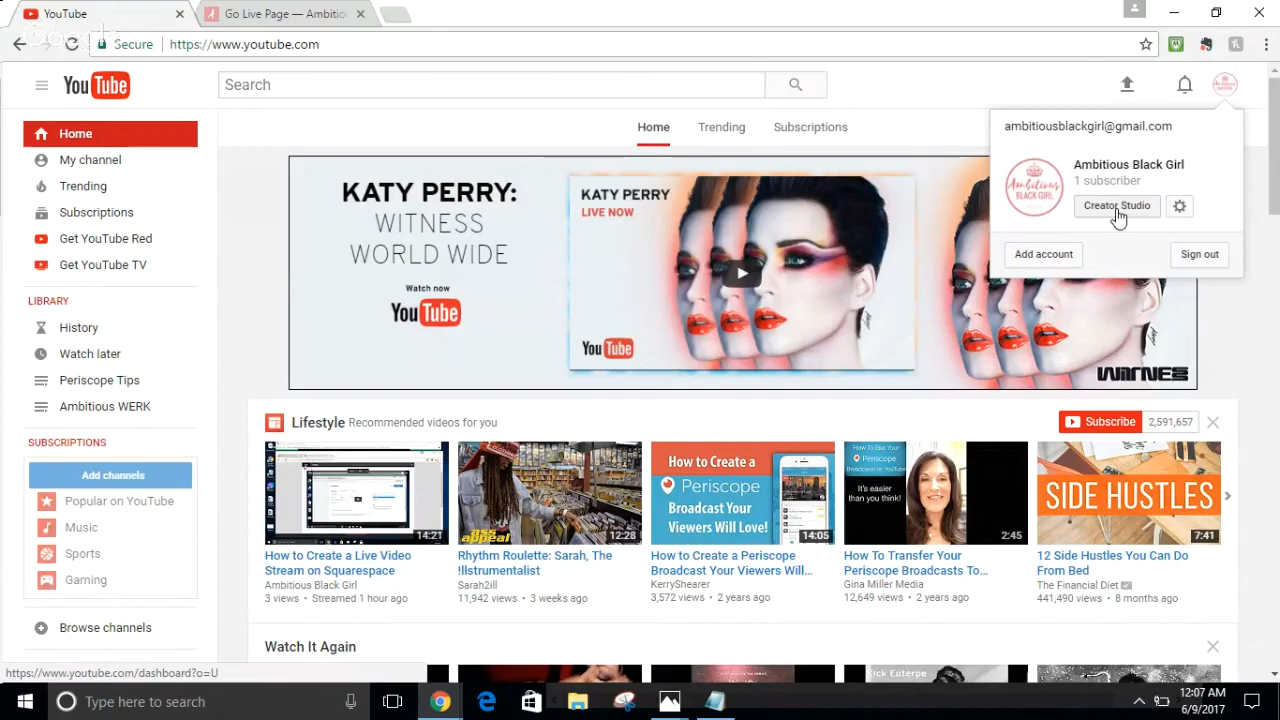 YouTube
Go Live Page — Ambitio
Google
Secure
https://www.youtube.com
YouTube
Search
Home
Trending
Subscriptions
ambitiousblackgirl@gmail.com
Ambitious Black Girl
1 subscriber
Creator Studio
Add account
Sign out
Ambitious
BLACK GIRL
Home
My channel
Trending
Subscriptions
Get YouTube Red
Get YouTube TV
LIBRARY
History
Watch later
Periscope Tips
Ambitious WERK
SUBSCRIPTIONS
Add channels
Popular on YouTube
Music
Sports
Gaming
Browse channels
KATY PERRY:
WITNESS
WORLD WIDE
Watch now
YouTube
KATY PERRY
LIVE NOW
YouTube
Lifestyle Recommended videos for you
Subscribe 2,591,657
14:21
How to Create a Live Video
Stream on Squarespace
Ambitious Black Girl
3 views • Streamed 1 hour ago
appeal
12:28
Rhythm Roulette: Sarah, The
!llstrumentalist
Sarah2ill
11,942 views • 3 weeks ago
How to Create a
Periscope
Broadcast Your
Viewers Will Love!
14:05
How to Create a Periscope
Broadcast Your Viewers Will...
KerryShearer
3,572 views • 2 years ago
How to Get Your
Periscope
Broadcast on YouTube
It's easier
than you think!
2:45
How To Transfer Your
Periscope Broadcasts To...
Gina Miller Media
12,649 views • 2 years ago
SIDE HUSTLES
7:41
12 Side Hustles You Can Do
From Bed
The Financial Diet
441,490 views • 8 months ago
Watch It Again
https://www.youtube.com/dashboard?o=U
Type here to search
12:07 AM
6/9/2017